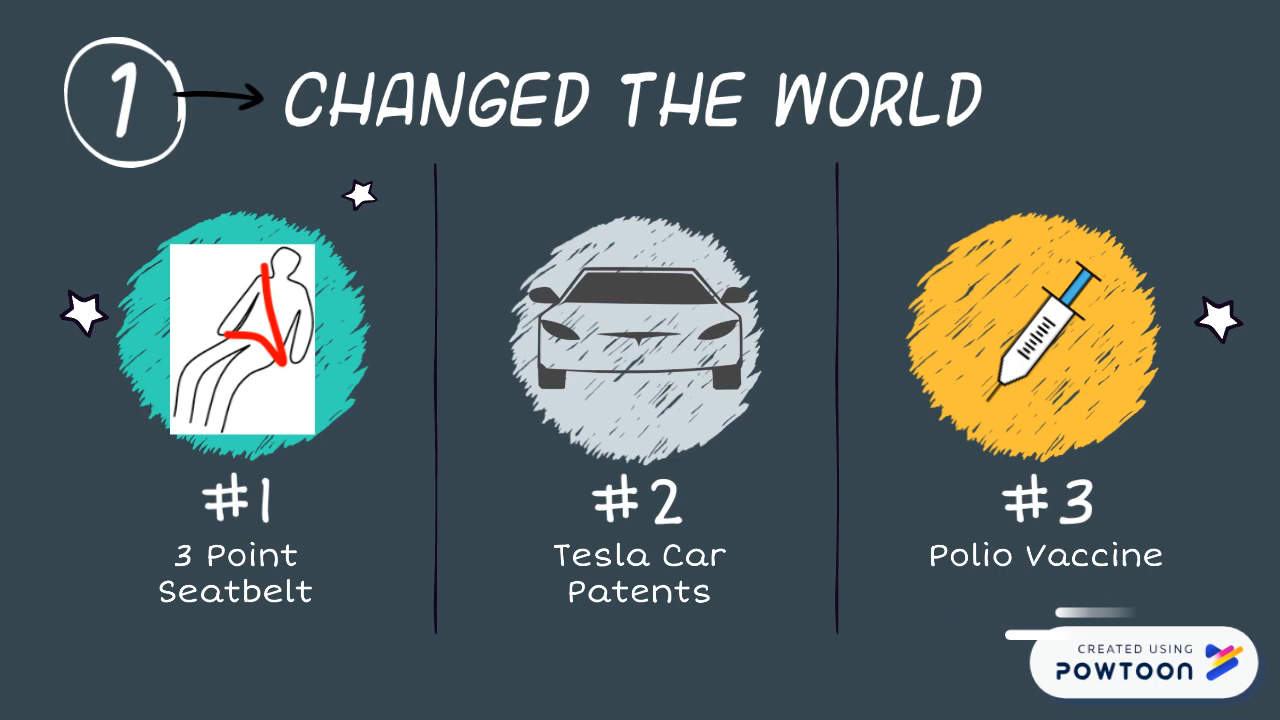 1
CHANGED THE WORLD
#1
3 Point
Seatbelt
#2
Tesla Car
Patents
#3
Polio Vaccine
CREATED USING
POWTOON